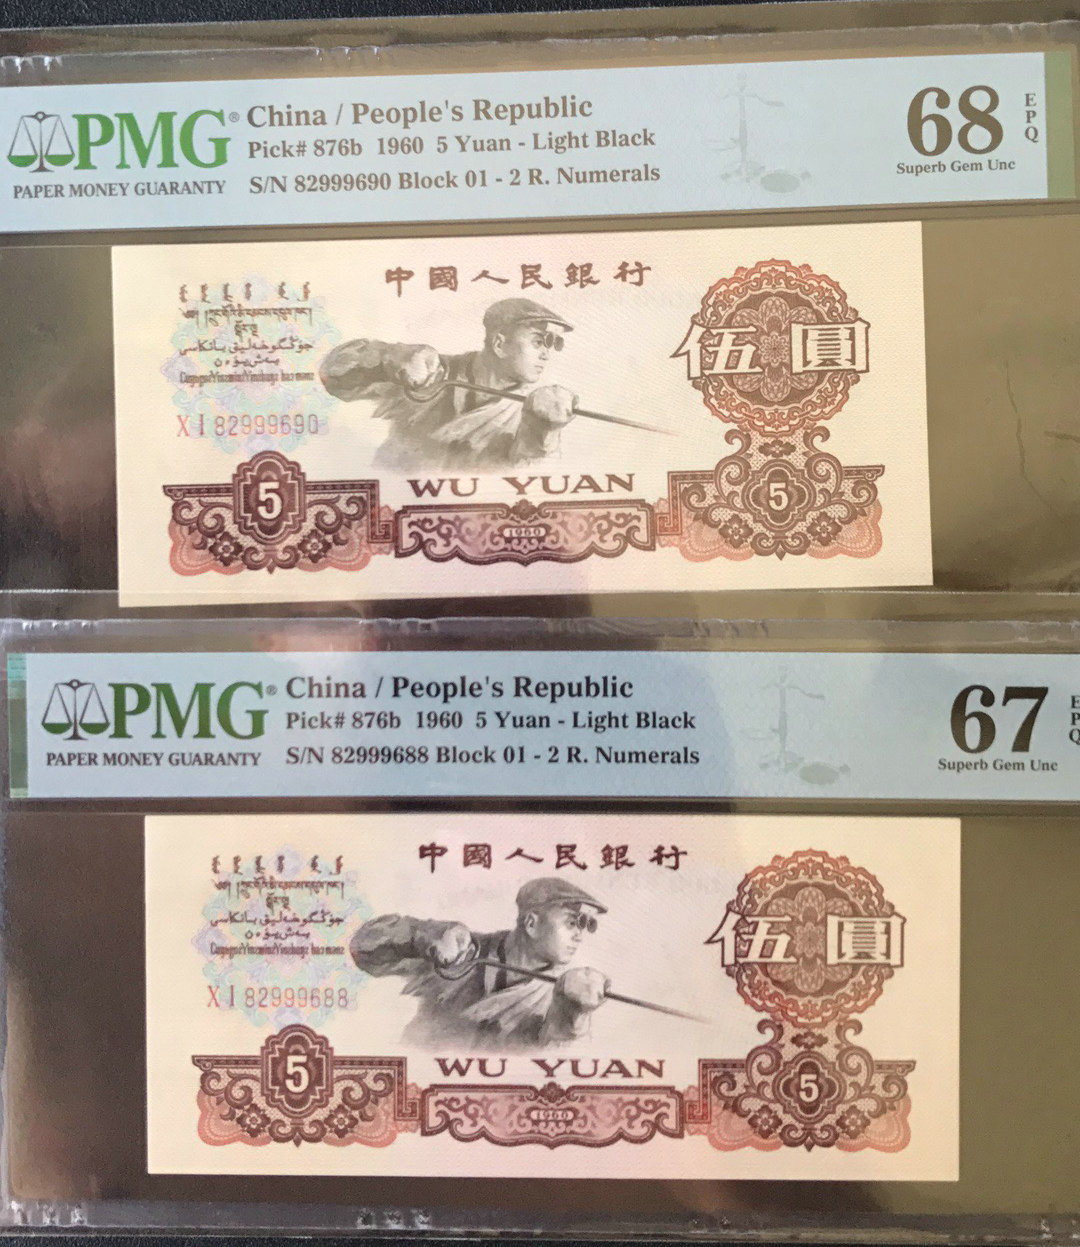 PMG®
PAPER MONEY GUARANTY
China / People's Republic
Pick# 876b 1960 5 Yuan - Light Black
S/N 82999690 Block 01 - 2 R. Numerals
68
EPQ
Superb Gem Unc
中國人民銀行
伍圓
X I 82999690
5
WU YUAN
1960
5
PMG®
PAPER MONEY GUARANTY
China / People's Republic
Pick# 876b 1960 5 Yuan - Light Black
S/N 82999688 Block 01 - 2 R. Numerals
67
EPQ
Superb Gem Unc
中國人民銀行
伍圓
X I 82999688
5
WU YUAN
1960
5